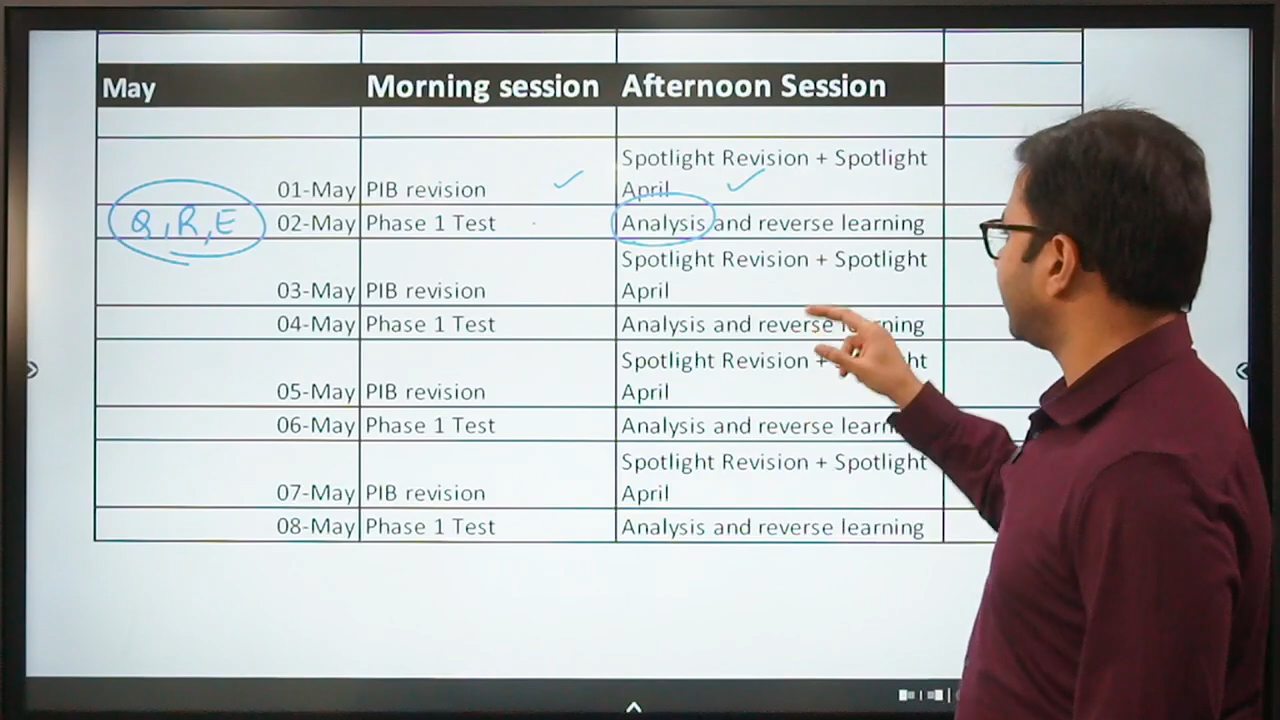 May Morning session Afternoon Session
Spotlight Revision + Spotlight
01-May PIB revision April
Q, R, E 02-May Phase 1 Test Analysis and reverse learning
Spotlight Revision + Spotlight
03-May PIB revision April
04-May Phase 1 Test Analysis and reverse learning
Spotlight Revision + Spotlight
05-May PIB revision April
06-May Phase 1 Test Analysis and reverse learn
Spotlight Revision + Spotlight
07-May PIB revision April
08-May Phase 1 Test Analysis and reverse learning